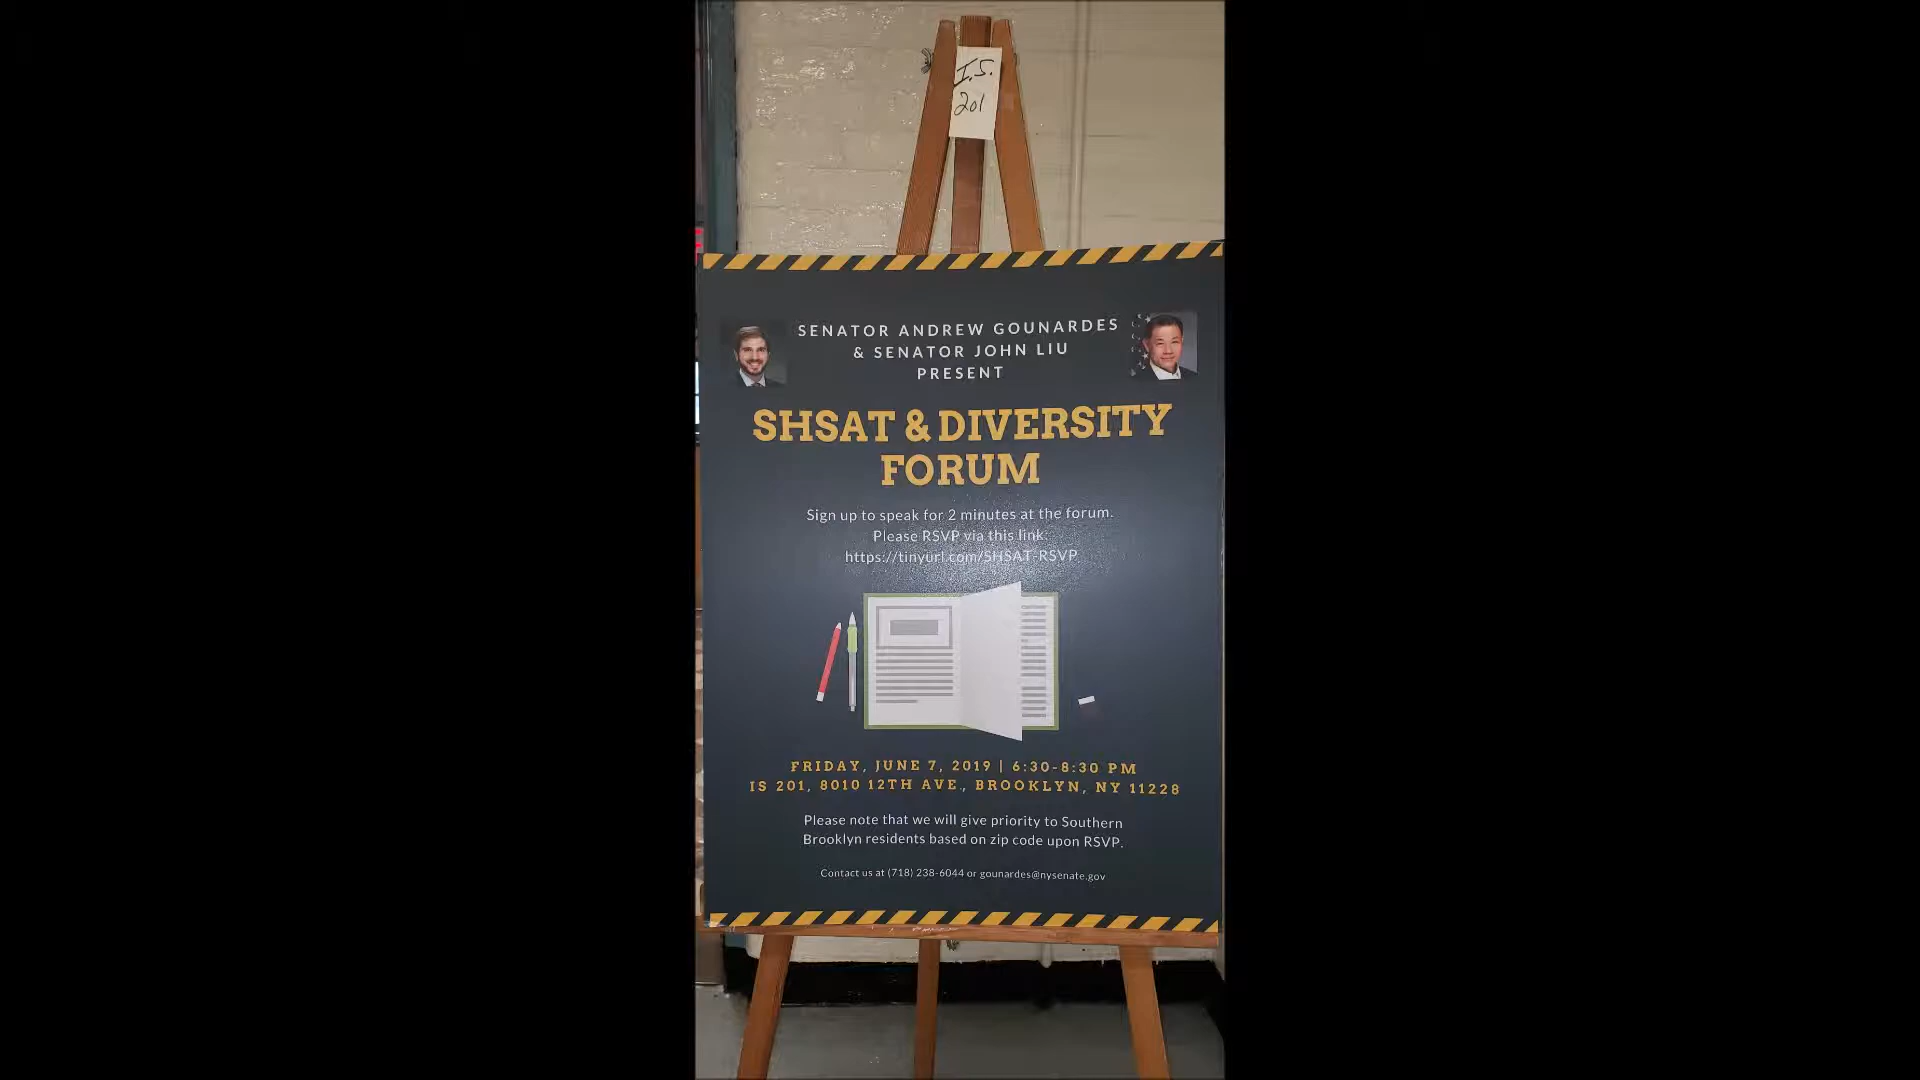 I.S.
201
SENATOR ANDREW GOUNARDES
& SENATOR JOHN LIU
PRESENT
SHSAT & DIVERSITY
FORUM
Sign up to speak for 2 minutes at the forum.
Please RSVP via this link:
https://tinyurl.com/SHSAT-RSVP
FRIDAY, JUNE 7, 2019 | 6:30-8:30 PM
IS 201, 8010 12TH AVE., BROOKLYN, NY 11228
Please note that we will give priority to Southern
Brooklyn residents based on zip code upon RSVP.
Contact us at (718) 238-6044 or gounardes@nysenate.gov